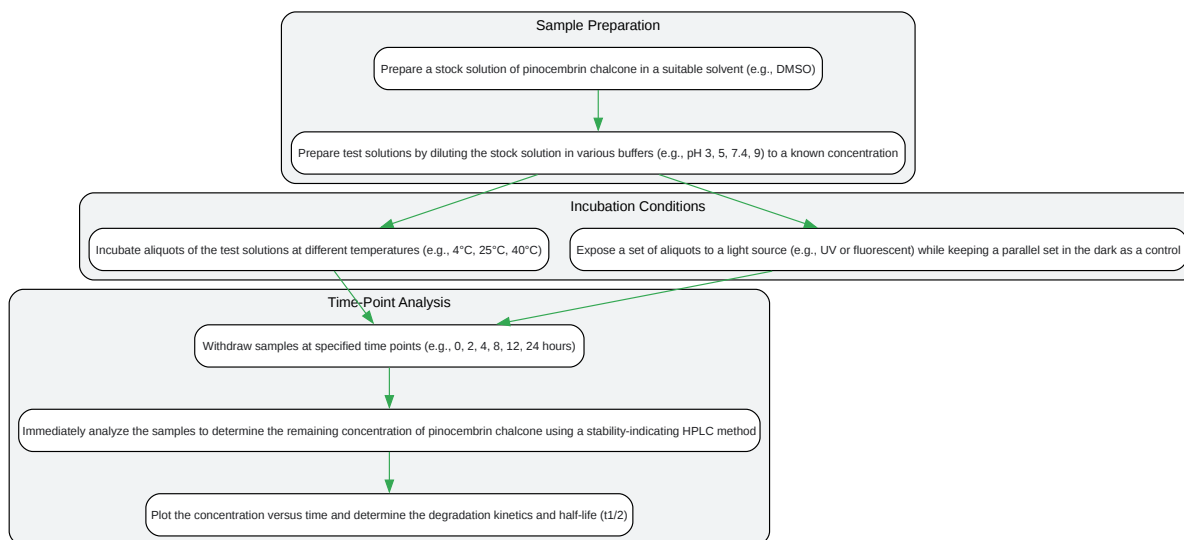 Sample Preparation
Prepare a stock solution of pinocembrin chalcone in a suitable solvent (e.g., DMSO)
Prepare test solutions by diluting the stock solution in various buffers (e.g., pH 3, 5, 7.4, 9) to a known concentration
Incubation Conditions
Incubate aliquots of the test solutions at different temperatures (e.g., 4°C, 25°C, 40°C)
Expose a set of aliquots to a light source (e.g., UV or fluorescent) while keeping a parallel set in the dark as a control
Time-Point Analysis
Withdraw samples at specified time points (e.g., 0, 2, 4, 8, 12, 24 hours)
Immediately analyze the samples to determine the remaining concentration of pinocembrin chalcone using a stability-indicating HPLC method
Plot the concentration versus time and determine the degradation kinetics and half-life (t1/2)